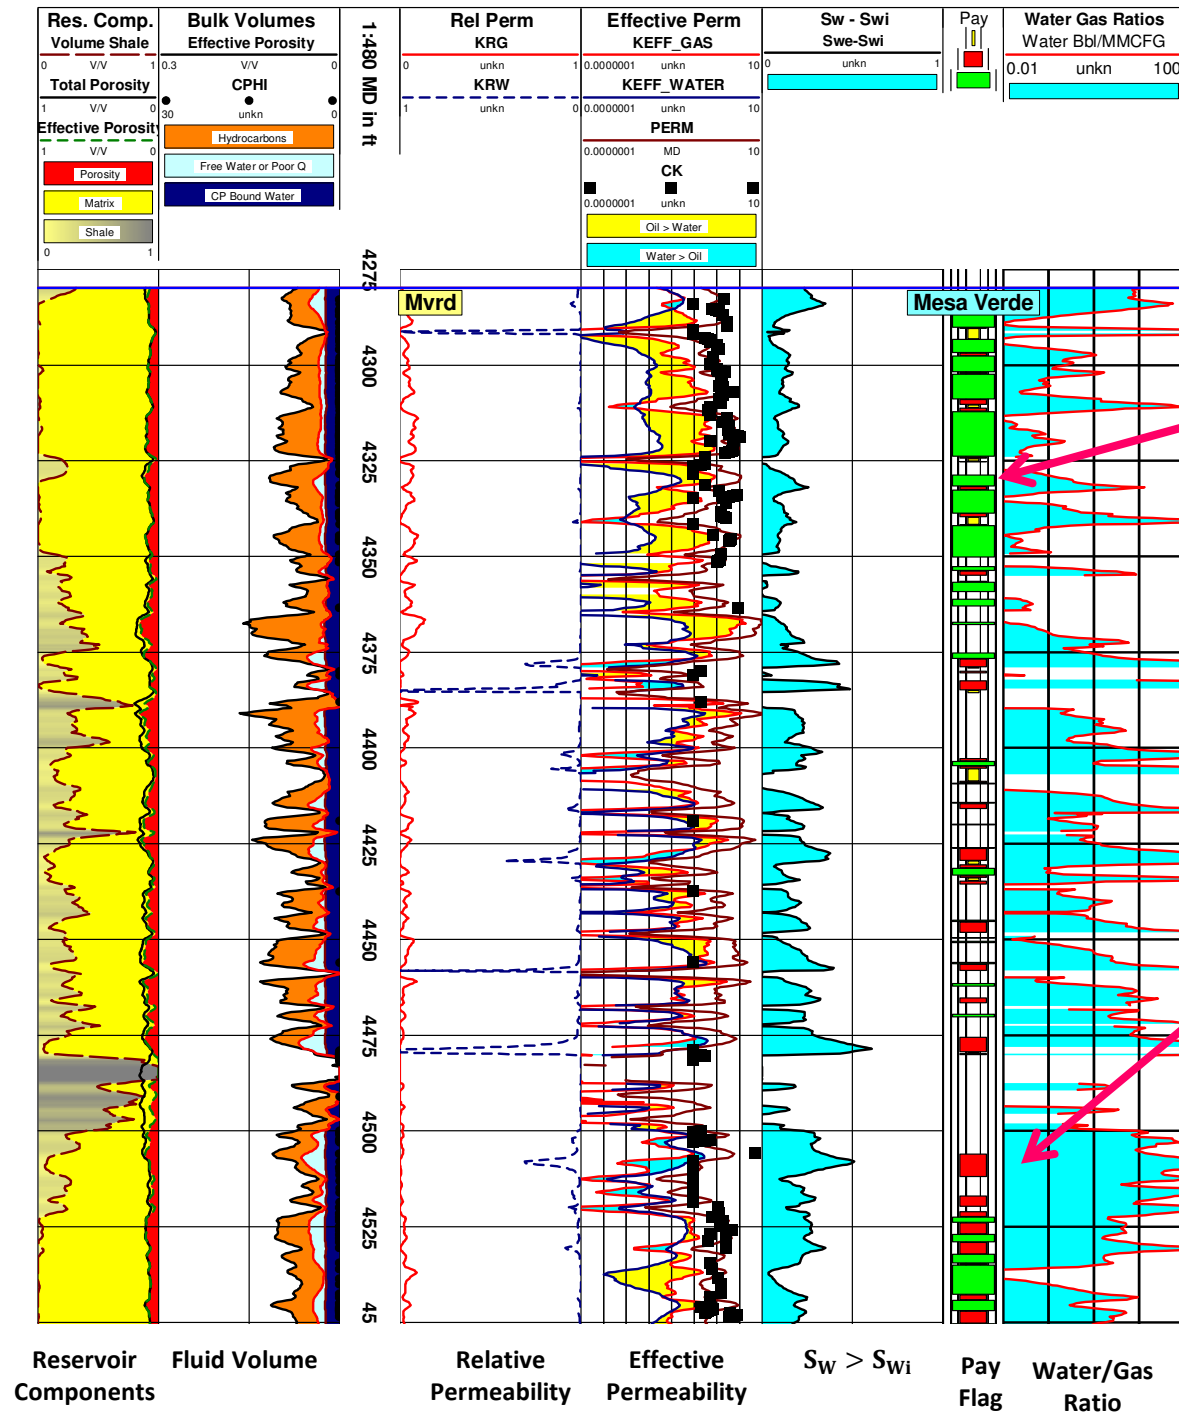 Res. Comp.
Volume Shale
0 V/V 1
Total Porosity
1 V/V 0
Effective Porosity
1 V/V 0
Porosity
Matrix
Shale
0 1
Bulk Volumes
Effective Porosity
0.3 V/V 0
CPHI
30 unkn 0
Hydrocarbons
Free Water or Poor Q
CP Bound Water
1:480 MD in ft
Rel Perm
KRG
0 unkn 1
KRW
1 unkn 0
Effective Perm
KEFF_GAS
0.0000001 unkn 10
KEFF_WATER
0.0000001 unkn 10
PERM
0.0000001 MD 10
CK
0.0000001 unkn 10
Oil > Water
Water > Oil
Sw - Swi
Swe-Swi
0 unkn 1
Pay
Water Gas Ratios
Water Bbl/MMCFG
0.01 unkn 100
4275
Mvrd
Mesa Verde
4300
4325
4350
4375
4400
4425
4450
4475
4500
4525
45
Reservoir
Components
Fluid Volume
Relative
Permeability
Effective
Permeability
S_W > S_Wi
Pay
Flag
Water/Gas
Ratio